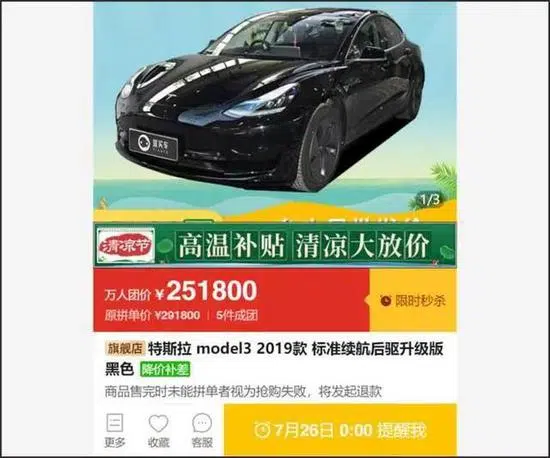 宜买车
1/3
清凉节
高温补贴 清凉大放价
万人团价 ¥251800
原拼单价 ¥291800 | 5件成团
限时秒杀
旗舰店 特斯拉 model3 2019款 标准续航后驱升级版
黑色 降价补差
商品售完时未能拼单者视为抢购失败，将发起退款
更多
收藏
客服
7月26日 0:00 提醒我